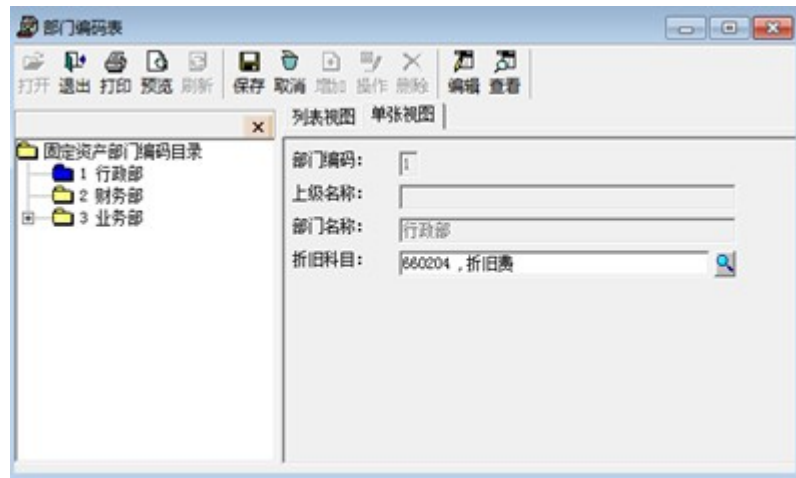 部门编码表
打开 退出 打印 预览 刷新 保存 取消 增加 操作 删除 编辑 查看
列表视图 单张视图
固定资产部门编码目录
1 行政部
2 财务部
3 业务部
部门编码: 1
上级名称:
部门名称: 行政部
折旧科目: 660204 ,折旧费